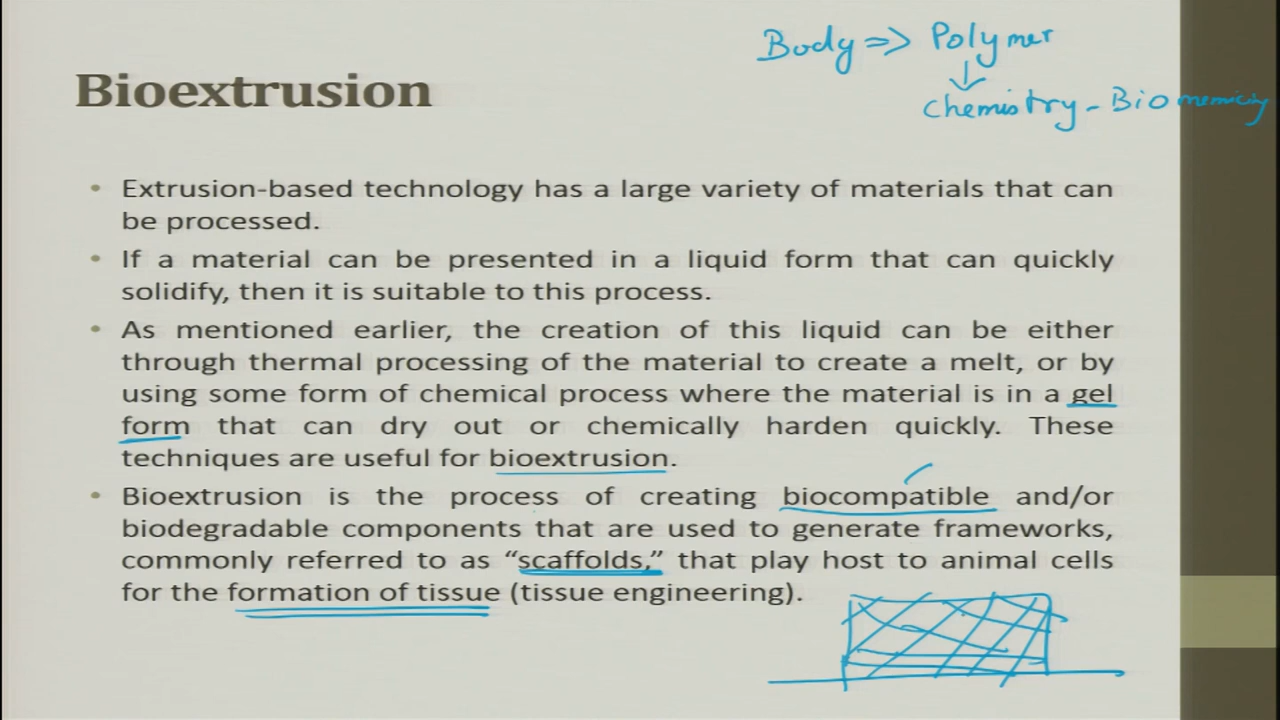 Body ⇒ Polymer
↓
chemistry - Biomemicing
Bioextrusion
• Extrusion-based technology has a large variety of materials that can
be processed.
• If a material can be presented in a liquid form that can quickly
solidify, then it is suitable to this process.
• As mentioned earlier, the creation of this liquid can be either
through thermal processing of the material to create a melt, or by
using some form of chemical process where the material is in a gel
form that can dry out or chemically harden quickly. These
techniques are useful for bioextrusion.
• Bioextrusion is the process of creating biocompatible and/or
biodegradable components that are used to generate frameworks,
commonly referred to as “scaffolds,” that play host to animal cells
for the formation of tissue (tissue engineering).